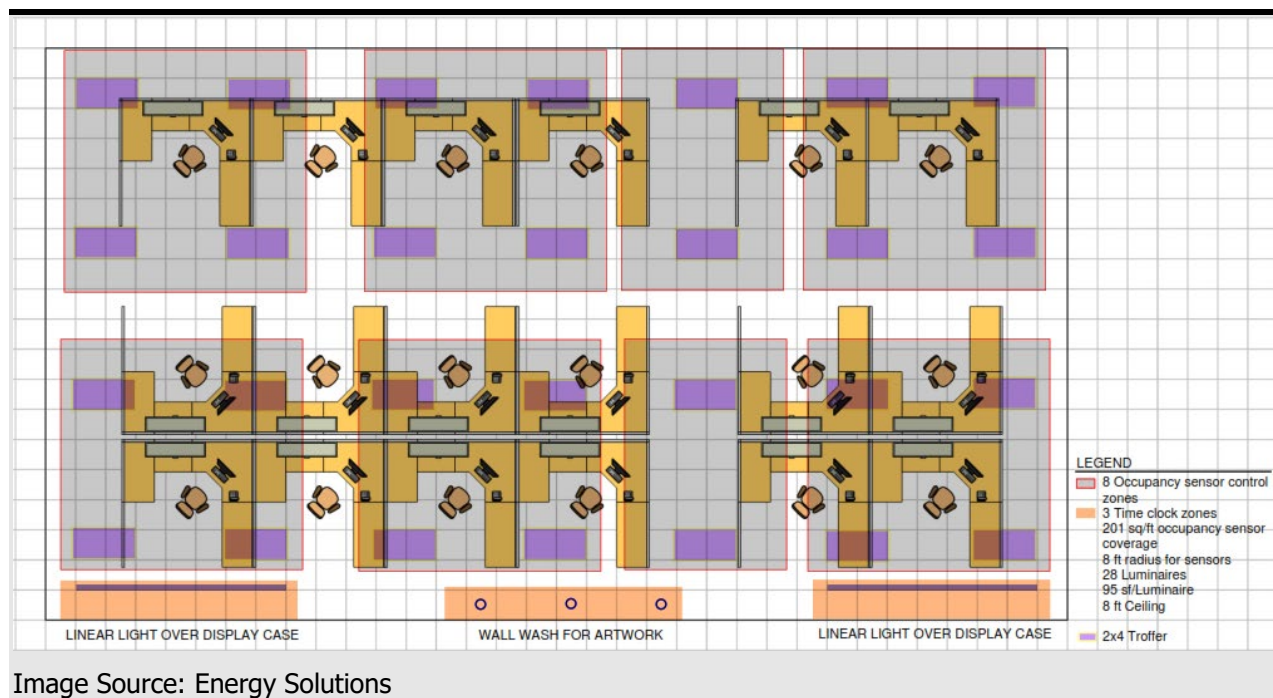 LEGEND
8 Occupancy sensor control
zones
3 Time clock zones
201 sq/ft occupancy sensor
coverage
8 ft radius for sensors
28 Luminaires
95 sf/Luminaire
8 ft Ceiling
2x4 Troffer
LINEAR LIGHT OVER DISPLAY CASE
WALL WASH FOR ARTWORK
LINEAR LIGHT OVER DISPLAY CASE
Image Source: Energy Solutions